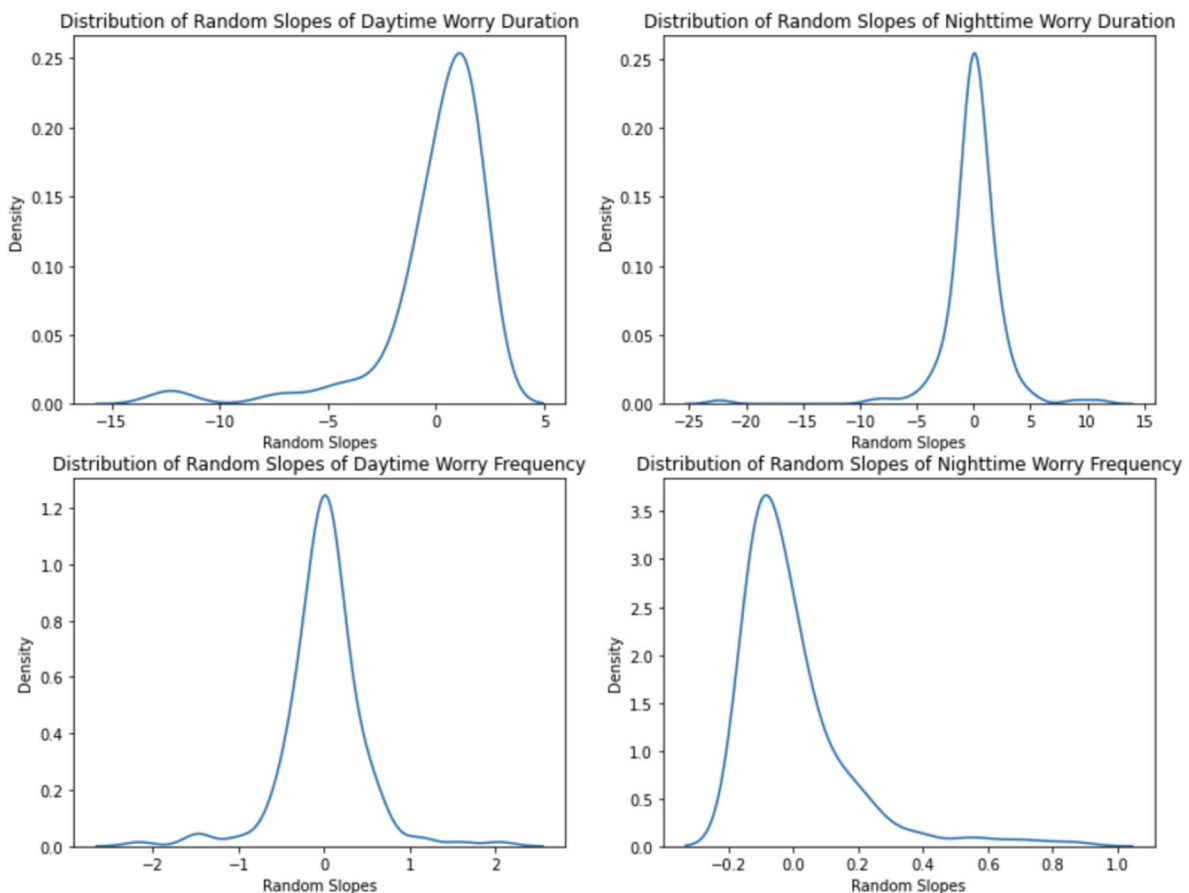 Distribution of Random Slopes of Daytime Worry Duration
0.25
0.20
0.15
0.10
0.05
0.00
Density
−15 −10 −5 0 5
Random Slopes
Distribution of Random Slopes of Nighttime Worry Duration
0.25
0.20
0.15
0.10
0.05
0.00
Density
−25 −20 −15 −10 −5 0 5 10 15
Random Slopes
Distribution of Random Slopes of Daytime Worry Frequency
1.2
1.0
0.8
0.6
0.4
0.2
0.0
Density
−2 −1 0 1 2
Random Slopes
Distribution of Random Slopes of Nighttime Worry Frequency
3.5
3.0
2.5
2.0
1.5
1.0
0.5
0.0
Density
−0.2 0.0 0.2 0.4 0.6 0.8 1.0
Random Slopes